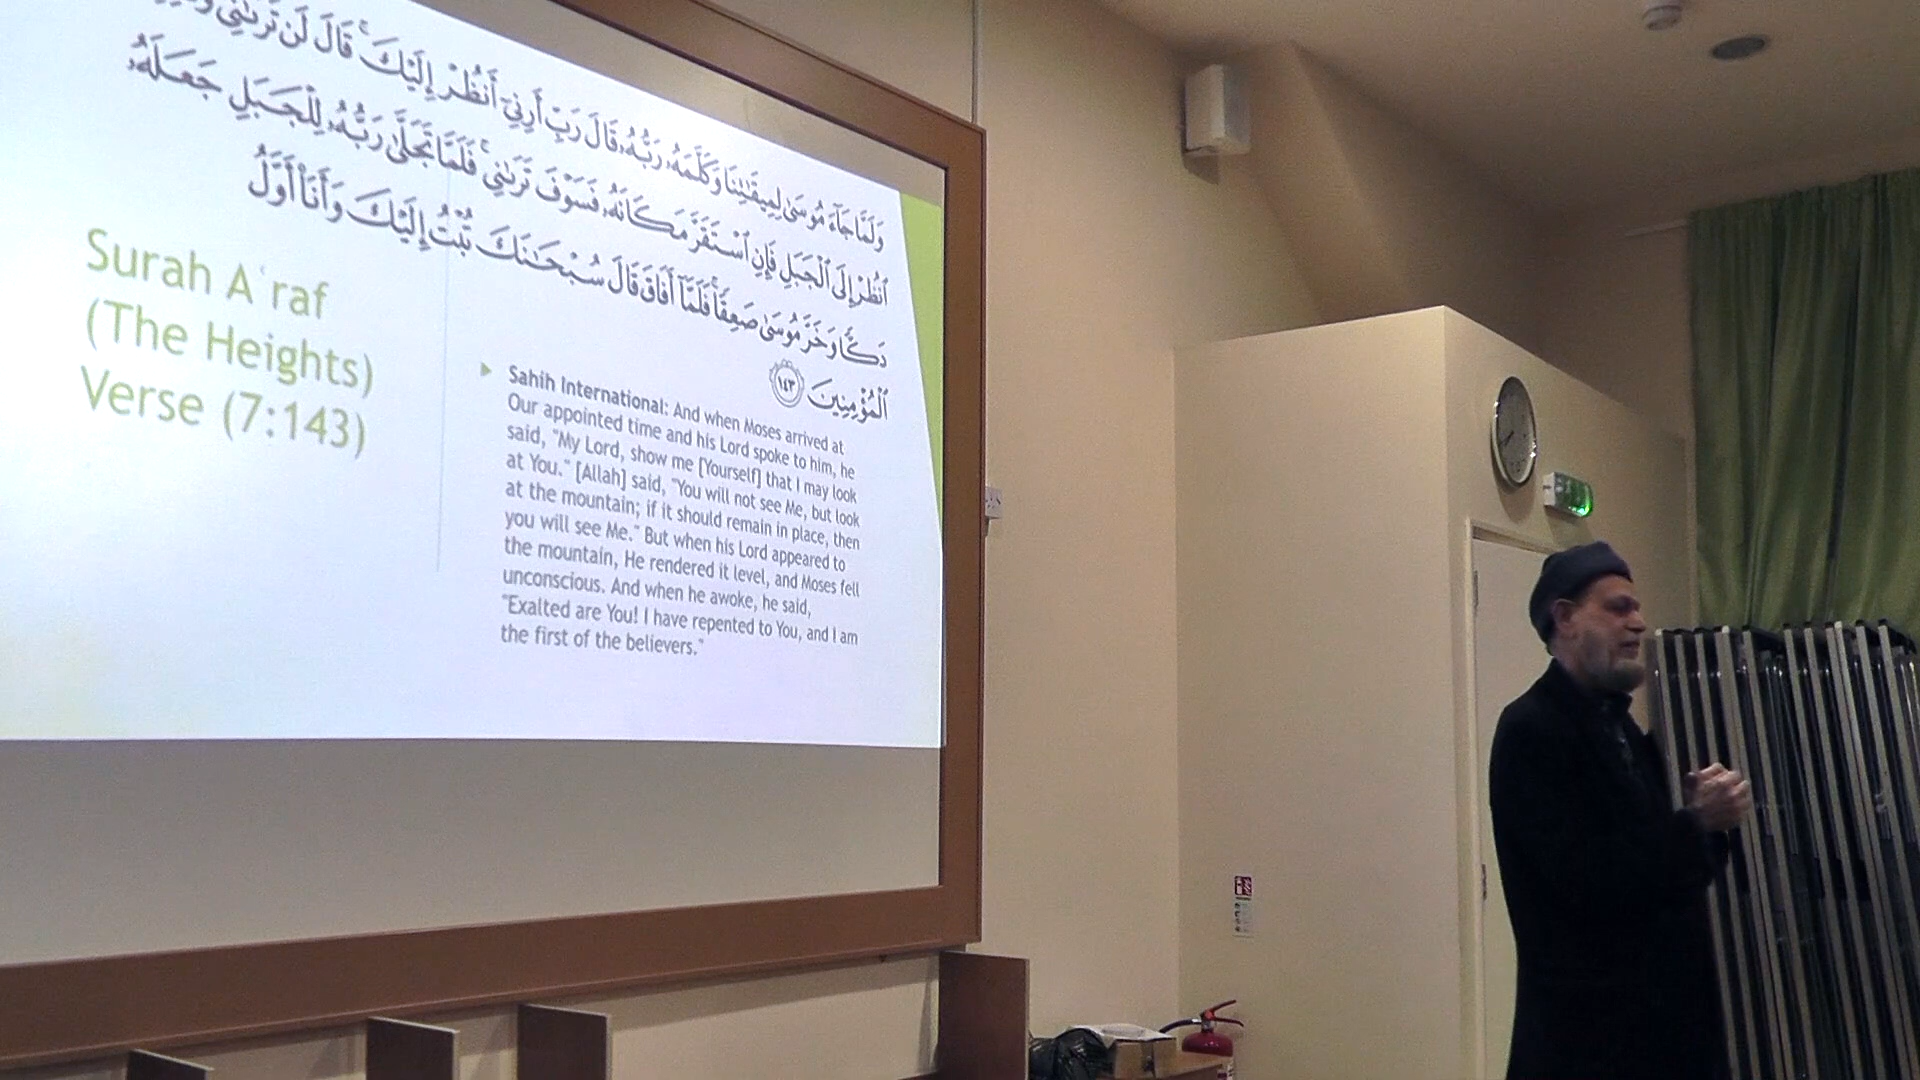 وَلَمَّا جَآءَ مُوسَىٰ لِمِيقَٰتِنَا وَكَلَّمَهُۥ رَبُّهُۥ قَالَ رَبِّ أَرِنِىٓ أَنظُرْ إِلَيْكَ ۚ قَالَ لَن تَرَىٰنِى
ٱنظُرْ إِلَى ٱلْجَبَلِ فَإِنِ ٱسْتَقَرَّ مَكَانَهُۥ فَسَوْفَ تَرَىٰنِى ۚ فَلَمَّا تَجَلَّىٰ رَبُّهُۥ لِلْجَبَلِ جَعَلَهُۥ
دَكًّا وَخَرَّ مُوسَىٰ صَعِقًا ۚ فَلَمَّآ أَفَاقَ قَالَ سُبْحَٰنَكَ تُبْتُ إِلَيْكَ وَأَنَا۠ أَوَّلُ
ٱلْمُؤْمِنِينَ ١٤٣
Surah Aʿraf
(The Heights)
Verse (7:143)
Sahih International: And when Moses arrived at
Our appointed time and his Lord spoke to him, he
said, "My Lord, show me [Yourself] that I may look
at You." [Allah] said, "You will not see Me, but look
at the mountain; if it should remain in place, then
you will see Me." But when his Lord appeared to
the mountain, He rendered it level, and Moses fell
unconscious. And when he awoke, he said,
"Exalted are You! I have repented to You, and I am
the first of the believers."